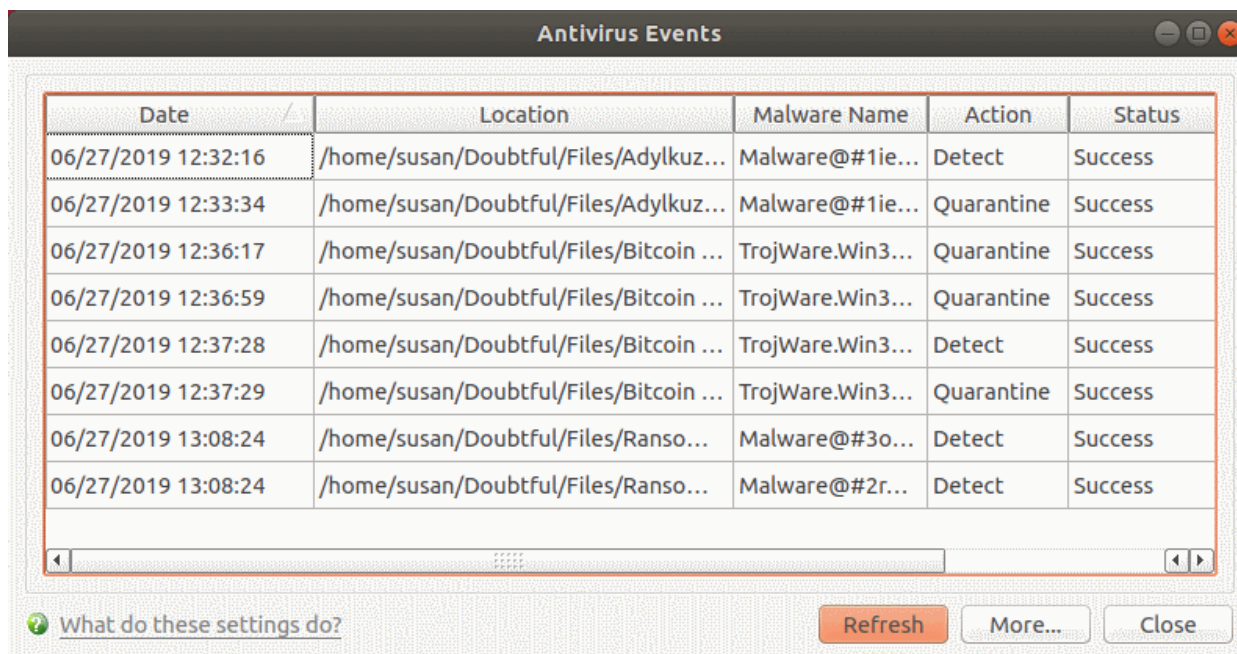 Antivirus Events
Date Location Malware Name Action Status
06/27/2019 12:32:16 /home/susan/Doubtful/Files/Adylkuz... Malware@#1ie... Detect Success
06/27/2019 12:33:34 /home/susan/Doubtful/Files/Adylkuz... Malware@#1ie... Quarantine Success
06/27/2019 12:36:17 /home/susan/Doubtful/Files/Bitcoin ... TrojWare.Win3... Quarantine Success
06/27/2019 12:36:59 /home/susan/Doubtful/Files/Bitcoin ... TrojWare.Win3... Quarantine Success
06/27/2019 12:37:28 /home/susan/Doubtful/Files/Bitcoin ... TrojWare.Win3... Detect Success
06/27/2019 12:37:29 /home/susan/Doubtful/Files/Bitcoin ... TrojWare.Win3... Quarantine Success
06/27/2019 13:08:24 /home/susan/Doubtful/Files/Ranso... Malware@#3o... Detect Success
06/27/2019 13:08:24 /home/susan/Doubtful/Files/Ranso... Malware@#2r... Detect Success
What do these settings do? Refresh More... Close